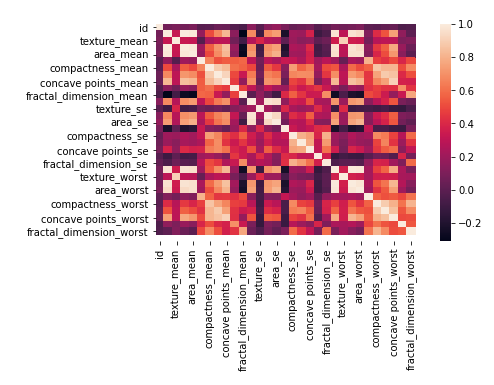 id
texture_mean
area_mean
compactness_mean
concave points_mean
fractal_dimension_mean
texture_se
area_se
compactness_se
concave points_se
fractal_dimension_se
texture_worst
area_worst
compactness_worst
concave points_worst
fractal_dimension_worst
id
texture_mean
area_mean
compactness_mean
concave points_mean
fractal_dimension_mean
texture_se
area_se
compactness_se
concave points_se
fractal_dimension_se
texture_worst
area_worst
compactness_worst
concave points_worst
fractal_dimension_worst
1.0
0.8
0.6
0.4
0.2
0.0
−0.2